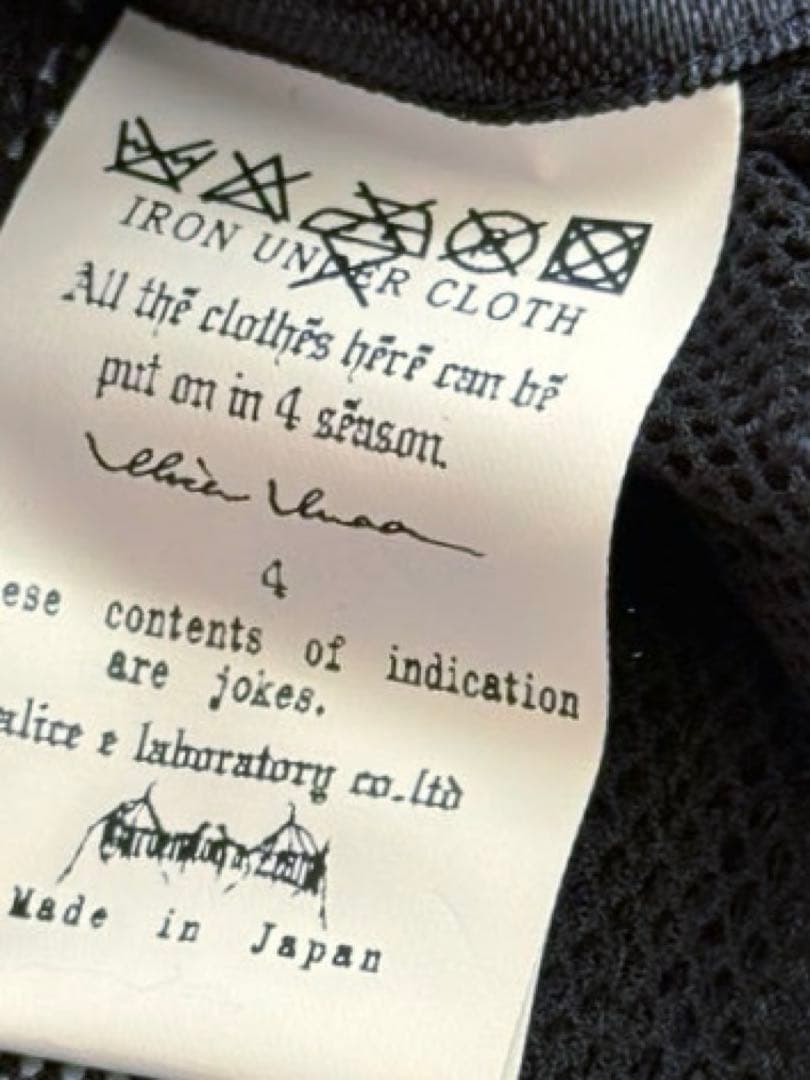 IRON UNDER CLOTH
All the clothes here can be
put on in 4 season.
4
ese contents of indication
are jokes.
alice e laboratory co.ltd
Made in Japan